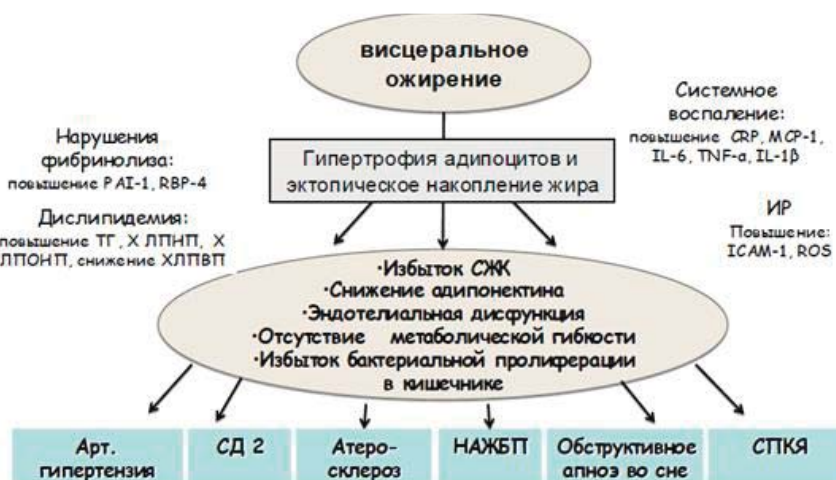 висцеральное
ожирение
Нарушения
фибринолиза:
повышение PAI-1, RBP-4
Дислипидемия:
повышение ТГ, Х ЛПНП, Х
ЛПОНП, снижение ХЛПВП
Гипертрофия адипоцитов и
эктопическое накопление жира
Системное
воспаление:
повышение CRP, MCP-1,
IL-6, TNF-α, IL-1β
ИР
Повышение:
ICAM-1, ROS
·Избыток СЖК
·Снижение адипонектина
·Эндотелиальная дисфункция
·Отсутствие метаболической гибкости
·Избыток бактериальной пролиферации
в кишечнике
Арт.
гипертензия
СД 2
Атеро-
склероз
НАЖБП
Обструктивное
апноэ во сне
СПКЯ